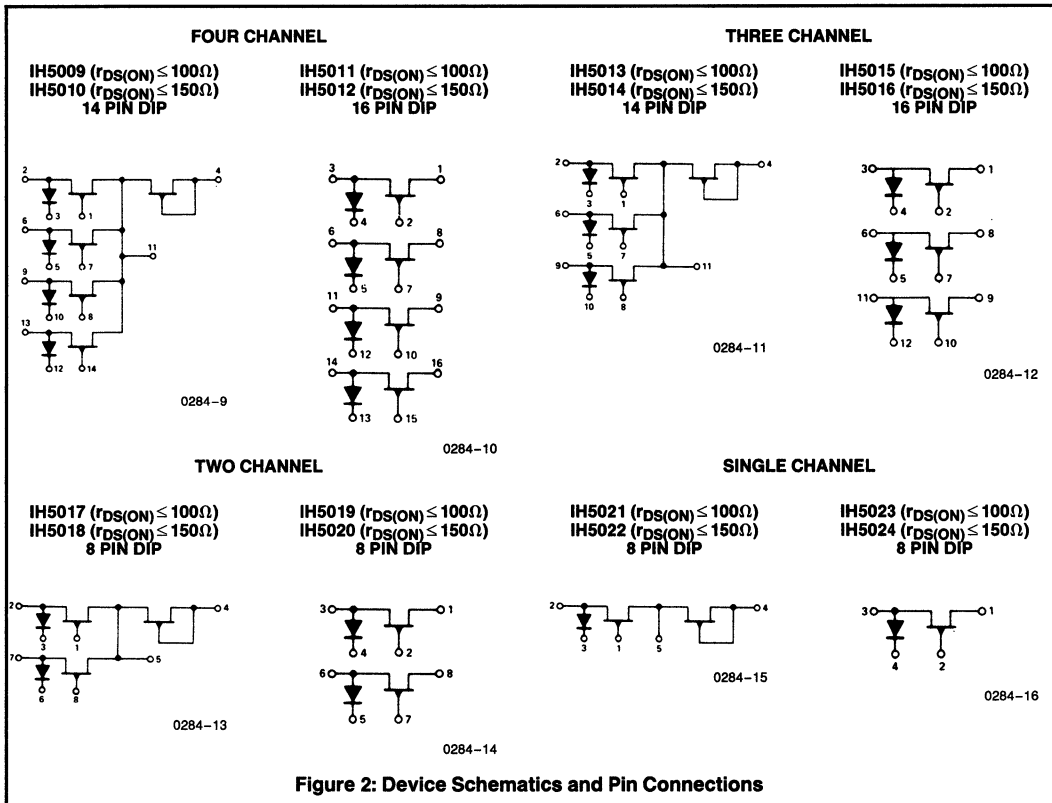 FOUR CHANNEL
IH5009 (rDS(ON) ≤ 100Ω)
IH5010 (rDS(ON) ≤ 150Ω)
14 PIN DIP
2
4
3
1
6
5
7
11
9
10
8
13
12
14
0284–9
IH5011 (rDS(ON) ≤ 100Ω)
IH5012 (rDS(ON) ≤ 150Ω)
16 PIN DIP
3
1
4
2
6
8
5
7
11
9
12
10
14
16
13
15
0284–10
THREE CHANNEL
IH5013 (rDS(ON) ≤ 100Ω)
IH5014 (rDS(ON) ≤ 150Ω)
14 PIN DIP
2
4
3
1
6
5
7
9
11
10
8
0284–11
IH5015 (rDS(ON) ≤ 100Ω)
IH5016 (rDS(ON) ≤ 150Ω)
16 PIN DIP
3
1
4
2
6
8
5
7
11
9
12
10
0284–12
TWO CHANNEL
IH5017 (rDS(ON) ≤ 100Ω)
IH5018 (rDS(ON) ≤ 150Ω)
8 PIN DIP
2
4
3
1
7
5
6
8
0284–13
IH5019 (rDS(ON) ≤ 100Ω)
IH5020 (rDS(ON) ≤ 150Ω)
8 PIN DIP
3
1
4
2
6
8
5
7
0284–14
SINGLE CHANNEL
IH5021 (rDS(ON) ≤ 100Ω)
IH5022 (rDS(ON) ≤ 150Ω)
8 PIN DIP
2
4
3
1
5
0284–15
IH5023 (rDS(ON) ≤ 100Ω)
IH5024 (rDS(ON) ≤ 150Ω)
8 PIN DIP
3
1
4
2
0284–16
Figure 2: Device Schematics and Pin Connections